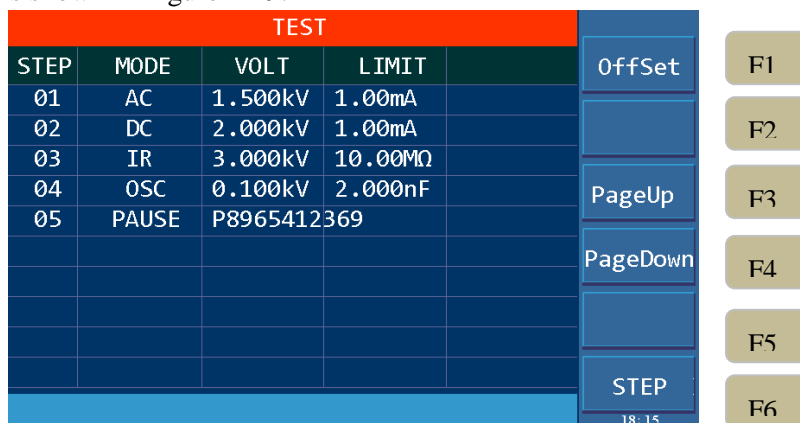 TEST
STEP MODE VOLT LIMIT
01 AC 1.500kV 1.00mA
02 DC 2.000kV 1.00mA
03 IR 3.000kV 10.00MΩ
04 OSC 0.100kV 2.000nF
05 PAUSE P8965412369
OffSet
PageUp
PageDown
STEP
18:15
F1
F2
F3
F4
F5
F6